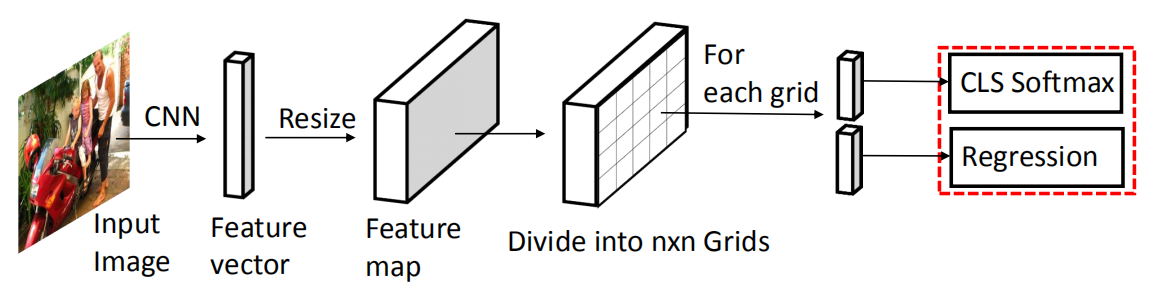 CNN
Input
Image
Feature
vector
Resize
Feature
map
Divide into nxn Grids
For
each grid
CLS Softmax
Regression